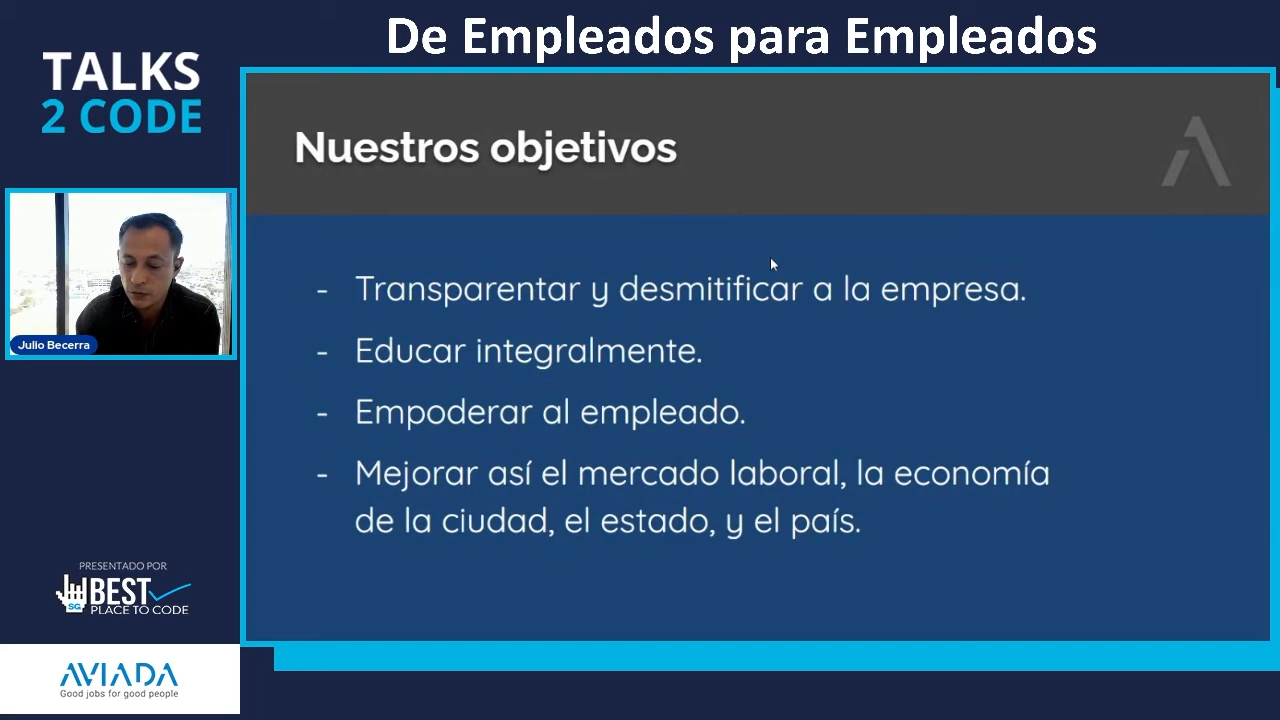 De Empleados para Empleados
TALKS
2 CODE
Nuestros objetivos
- Transparentar y desmitificar a la empresa.
- Educar integralmente.
- Empoderar al empleado.
- Mejorar así el mercado laboral, la economía
de la ciudad, el estado, y el país.
Julio Becerra
PRESENTADO POR
SG
BEST
PLACE TO CODE
AVIADA
Good jobs for good people